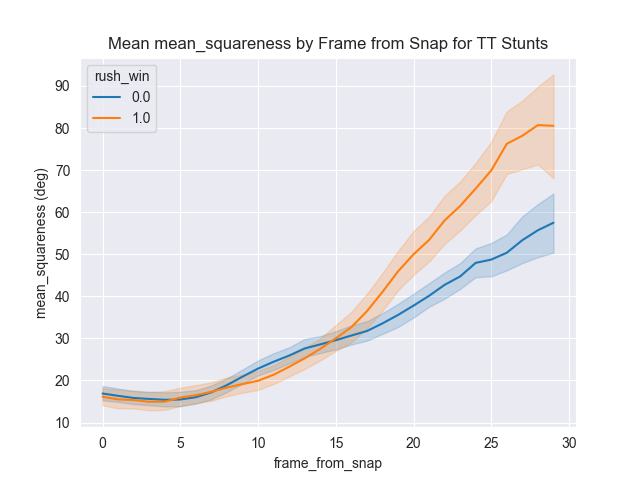 Mean mean_squareness by Frame from Snap for TT Stunts
rush_win
0.0
1.0
mean_squareness (deg)
90
80
70
60
50
40
30
20
10
0 5 10 15 20 25 30
frame_from_snap